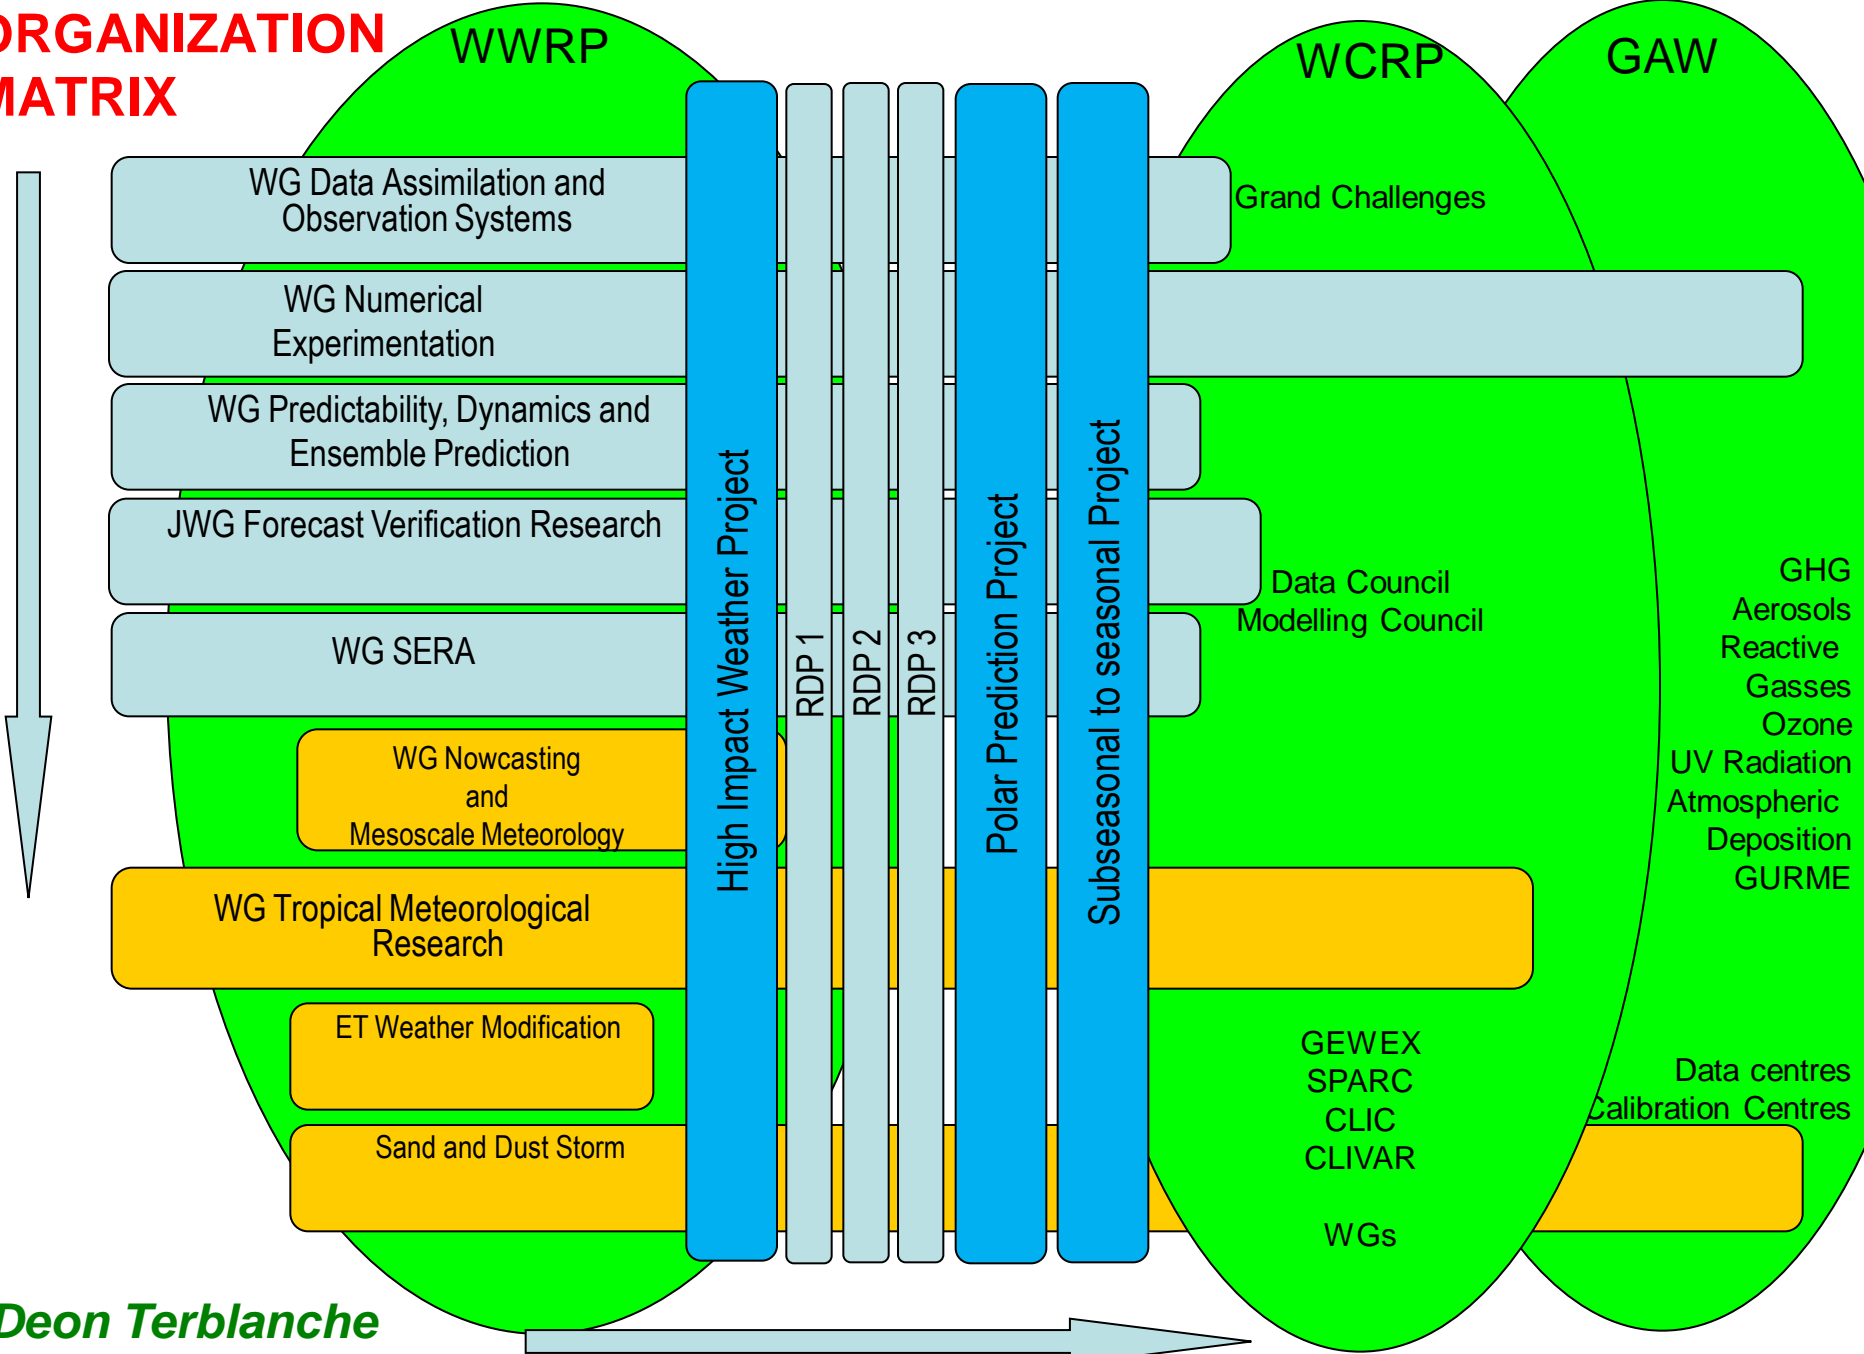 ORGANIZATION
MATRIX
WWRP
WCRP
GAW
WG Data Assimilation and
Observation Systems
Grand Challenges
WG Numerical
Experimentation
WG Predictability, Dynamics and
Ensemble Prediction
JWG Forecast Verification Research
WG SERA
WG Nowcasting
and
Mesoscale Meteorology
WG Tropical Meteorological
Research
ET Weather Modification
Sand and Dust Storm
High Impact Weather Project
RDP 1
RDP 2
RDP 3
Polar Prediction Project
Subseasonal to seasonal Project
Data Council
Modelling Council
GEWEX
SPARC
CLIC
CLIVAR
WGs
GHG
Aerosols
Reactive
Gasses
Ozone
UV Radiation
Atmospheric
Deposition
GURME
Data centres
Calibration Centres
Deon Terblanche